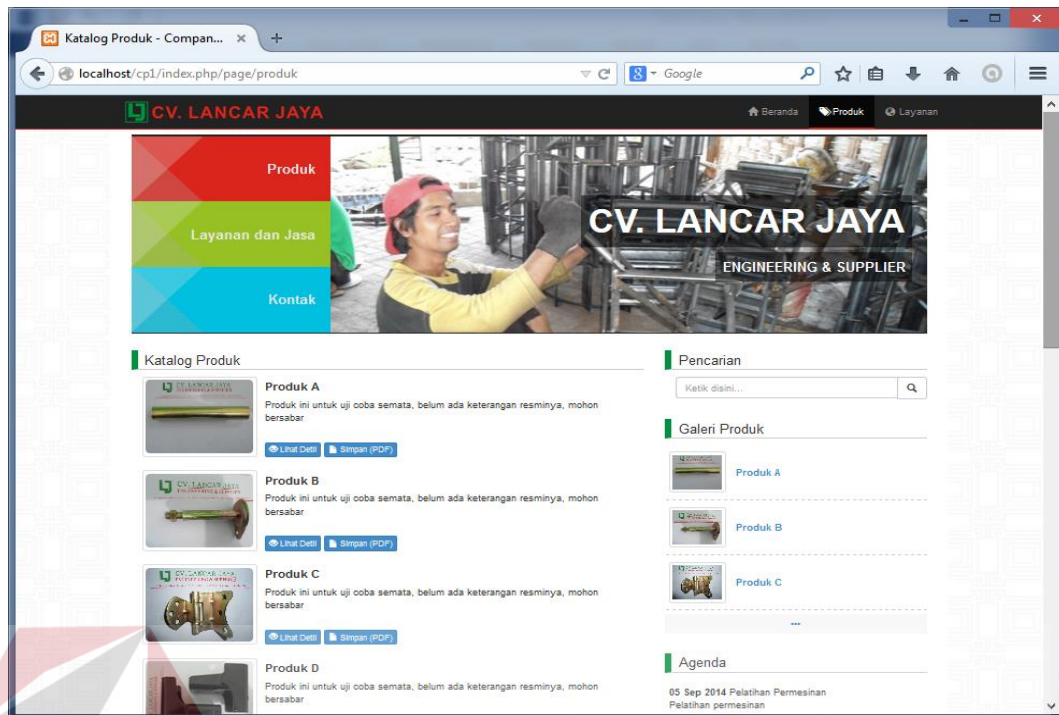 Katalog Produk - Compan...
localhost/cp1/index.php/page/produk
Google
CV. LANCAR JAYA
Beranda
Produk
Layanan
Produk
Layanan dan Jasa
Kontak
CV. LANCAR JAYA
ENGINEERING & SUPPLIER
Katalog Produk
Produk A
Produk ini untuk uji coba semata, belum ada keterangan resminya, mohon
bersabar
Lihat Detil Simpan (PDF)
Produk B
Produk ini untuk uji coba semata, belum ada keterangan resminya, mohon
bersabar
Lihat Detil Simpan (PDF)
Produk C
Produk ini untuk uji coba semata, belum ada keterangan resminya, mohon
bersabar
Lihat Detil Simpan (PDF)
Produk D
Produk ini untuk uji coba semata, belum ada keterangan resminya, mohon
bersabar
Pencarian
Ketik disini...
Galeri Produk
Produk A
Produk B
Produk C
...
Agenda
05 Sep 2014 Pelatihan Permesinan
Pelatihan permesinan